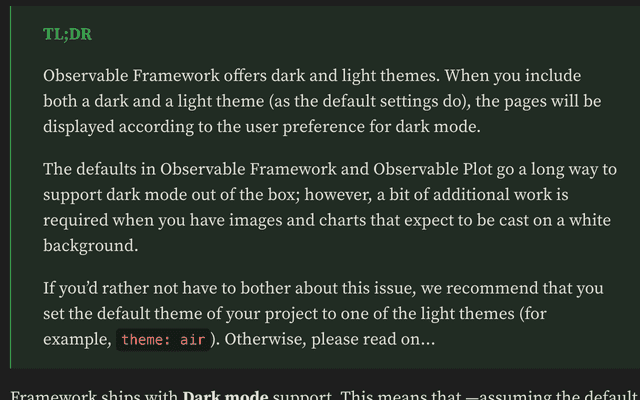 TL;DR
Observable Framework offers dark and light themes. When you include
both a dark and a light theme (as the default settings do), the pages will be
displayed according to the user preference for dark mode.
The defaults in Observable Framework and Observable Plot go a long way to
support dark mode out of the box; however, a bit of additional work is
required when you have images and charts that expect to be cast on a white
background.
If you’d rather not have to bother about this issue, we recommend that you
set the default theme of your project to one of the light themes (for
example, theme: air). Otherwise, please read on…
Framework ships with Dark mode support. This means that —assuming the default